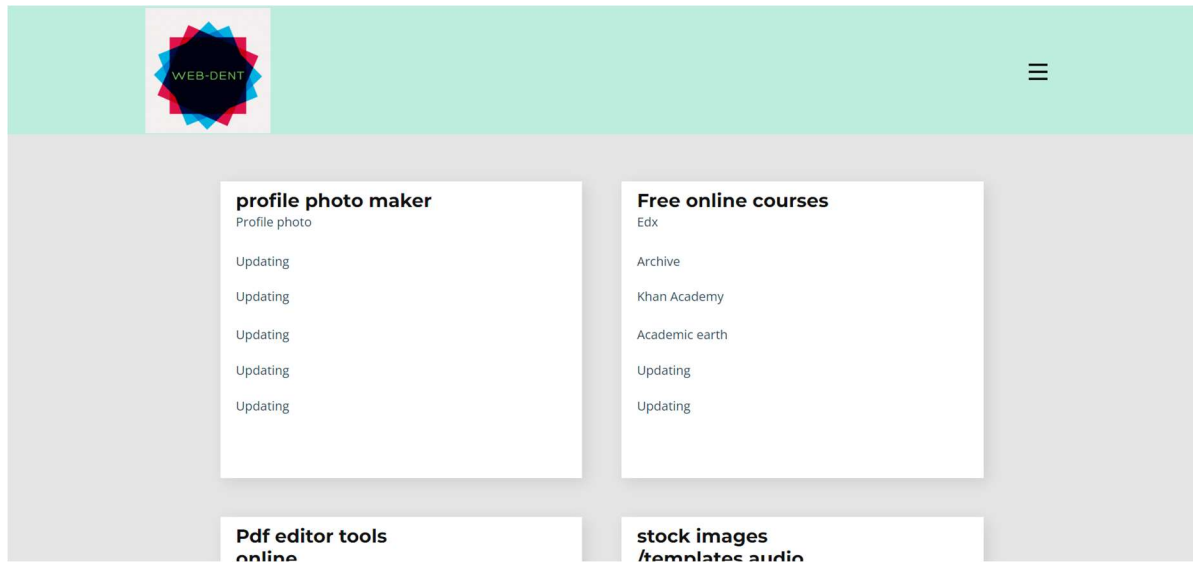 WEB-DENT
profile photo maker
Profile photo
Updating
Updating
Updating
Updating
Updating
Free online courses
Edx
Archive
Khan Academy
Academic earth
Updating
Updating
Pdf editor tools
online
stock images
/templates audio